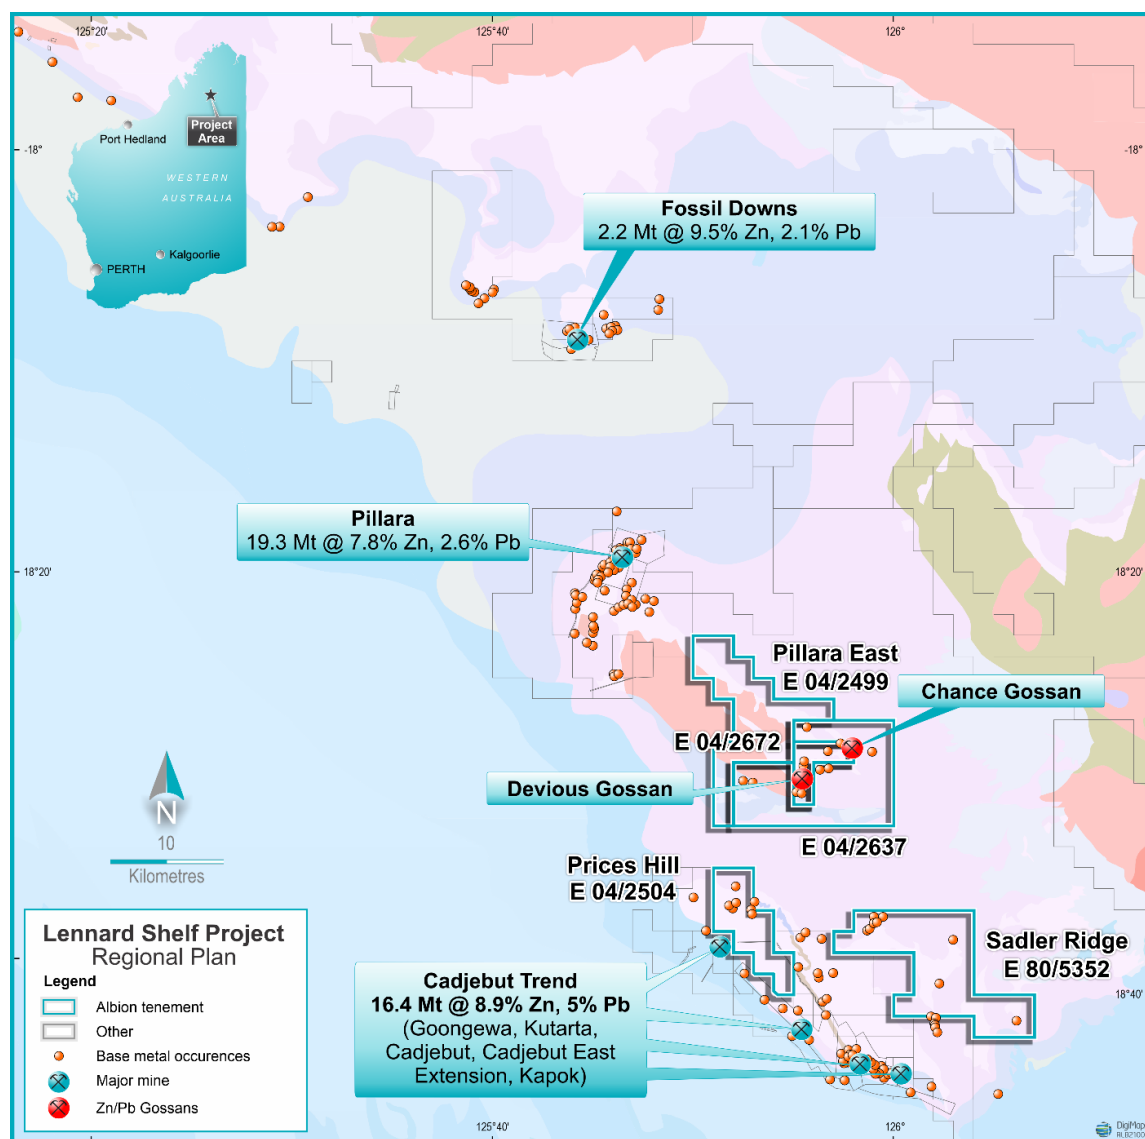 125°20'
125°40'
126°
-18°
-18°
Project
Area
Port Hedland
WESTERN
AUSTRALIA
Kalgoorlie
PERTH
Fossil Downs
2.2 Mt @ 9.5% Zn, 2.1% Pb
Pillara
19.3 Mt @ 7.8% Zn, 2.6% Pb
18°20'
18°20'
Pillara East
E 04/2499
Chance Gossan
E 04/2672
Devious Gossan
E 04/2637
N
10
Kilometres
Prices Hill
E 04/2504
Sadler Ridge
E 80/5352
18°40'
Cadjebut Trend
16.4 Mt @ 8.9% Zn, 5% Pb
(Goongewa, Kutarta,
Cadjebut, Cadjebut East
Extension, Kapok)
Lennard Shelf Project
Regional Plan
Legend
Albion tenement
Other
Base metal occurences
Major mine
Zn/Pb Gossans
125°40'
126°